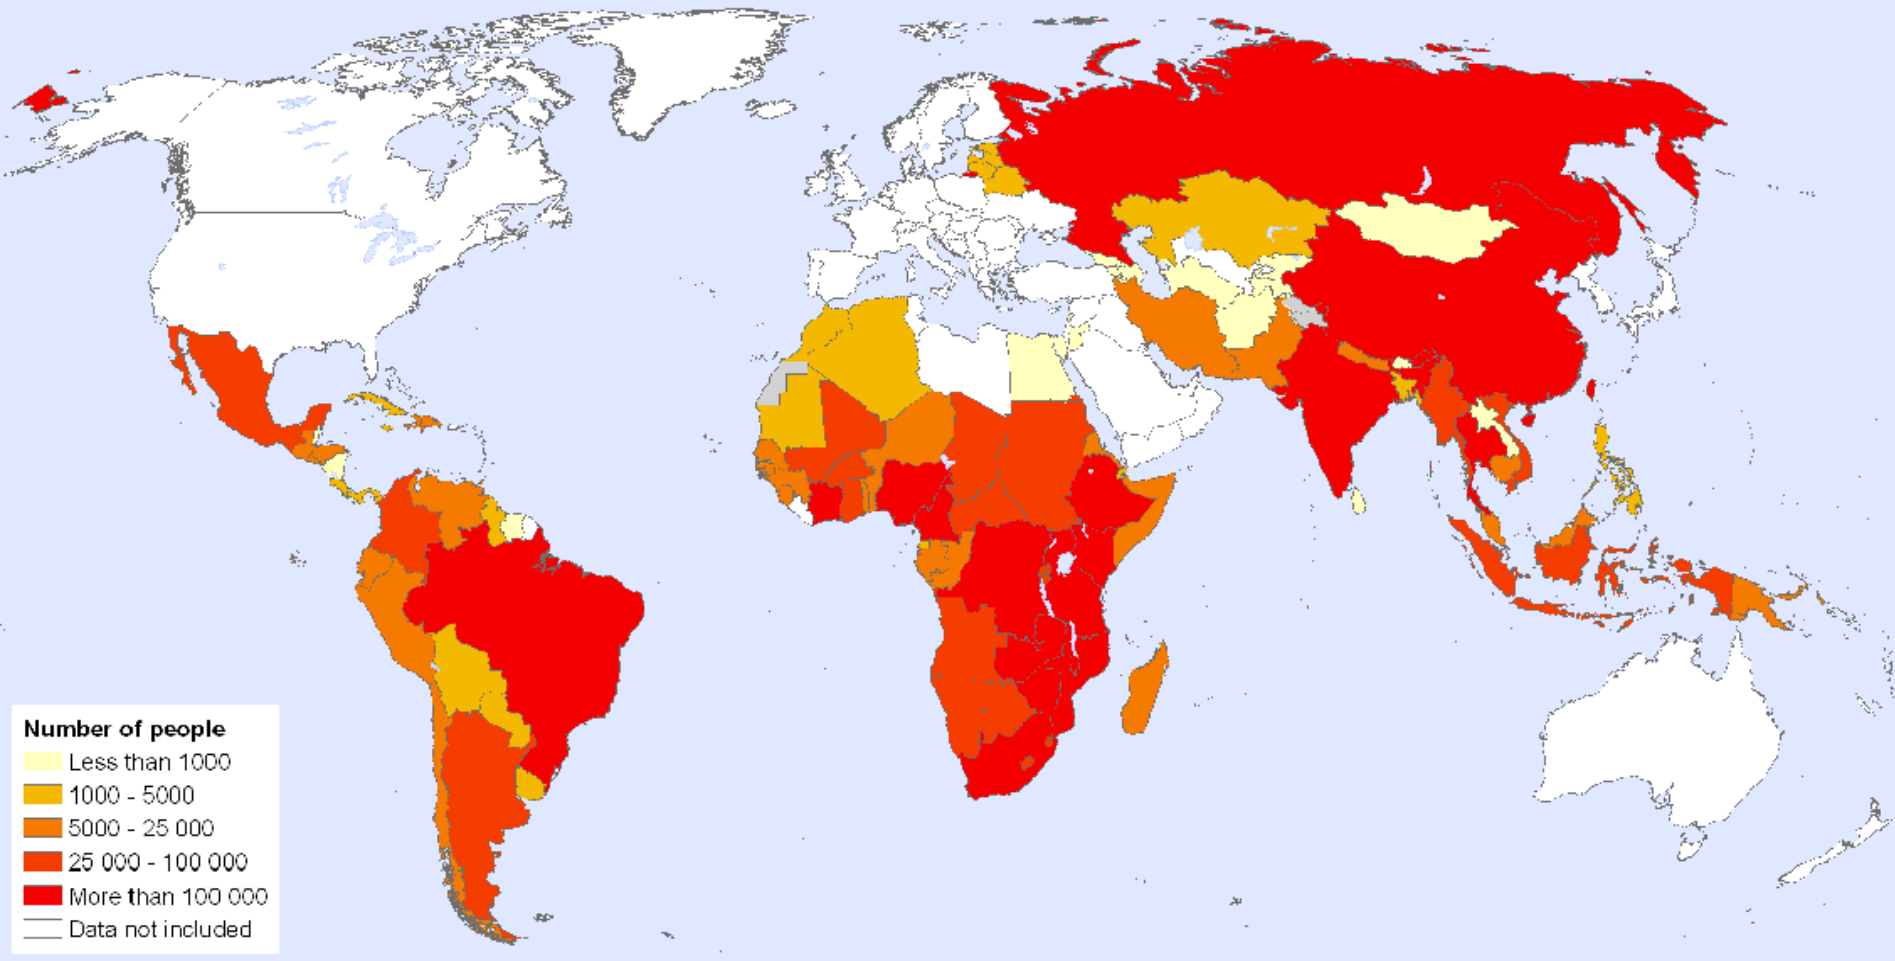 Number of people
Less than 1000
1000 - 5000
5000 - 25 000
25 000 - 100 000
More than 100 000
Data not included